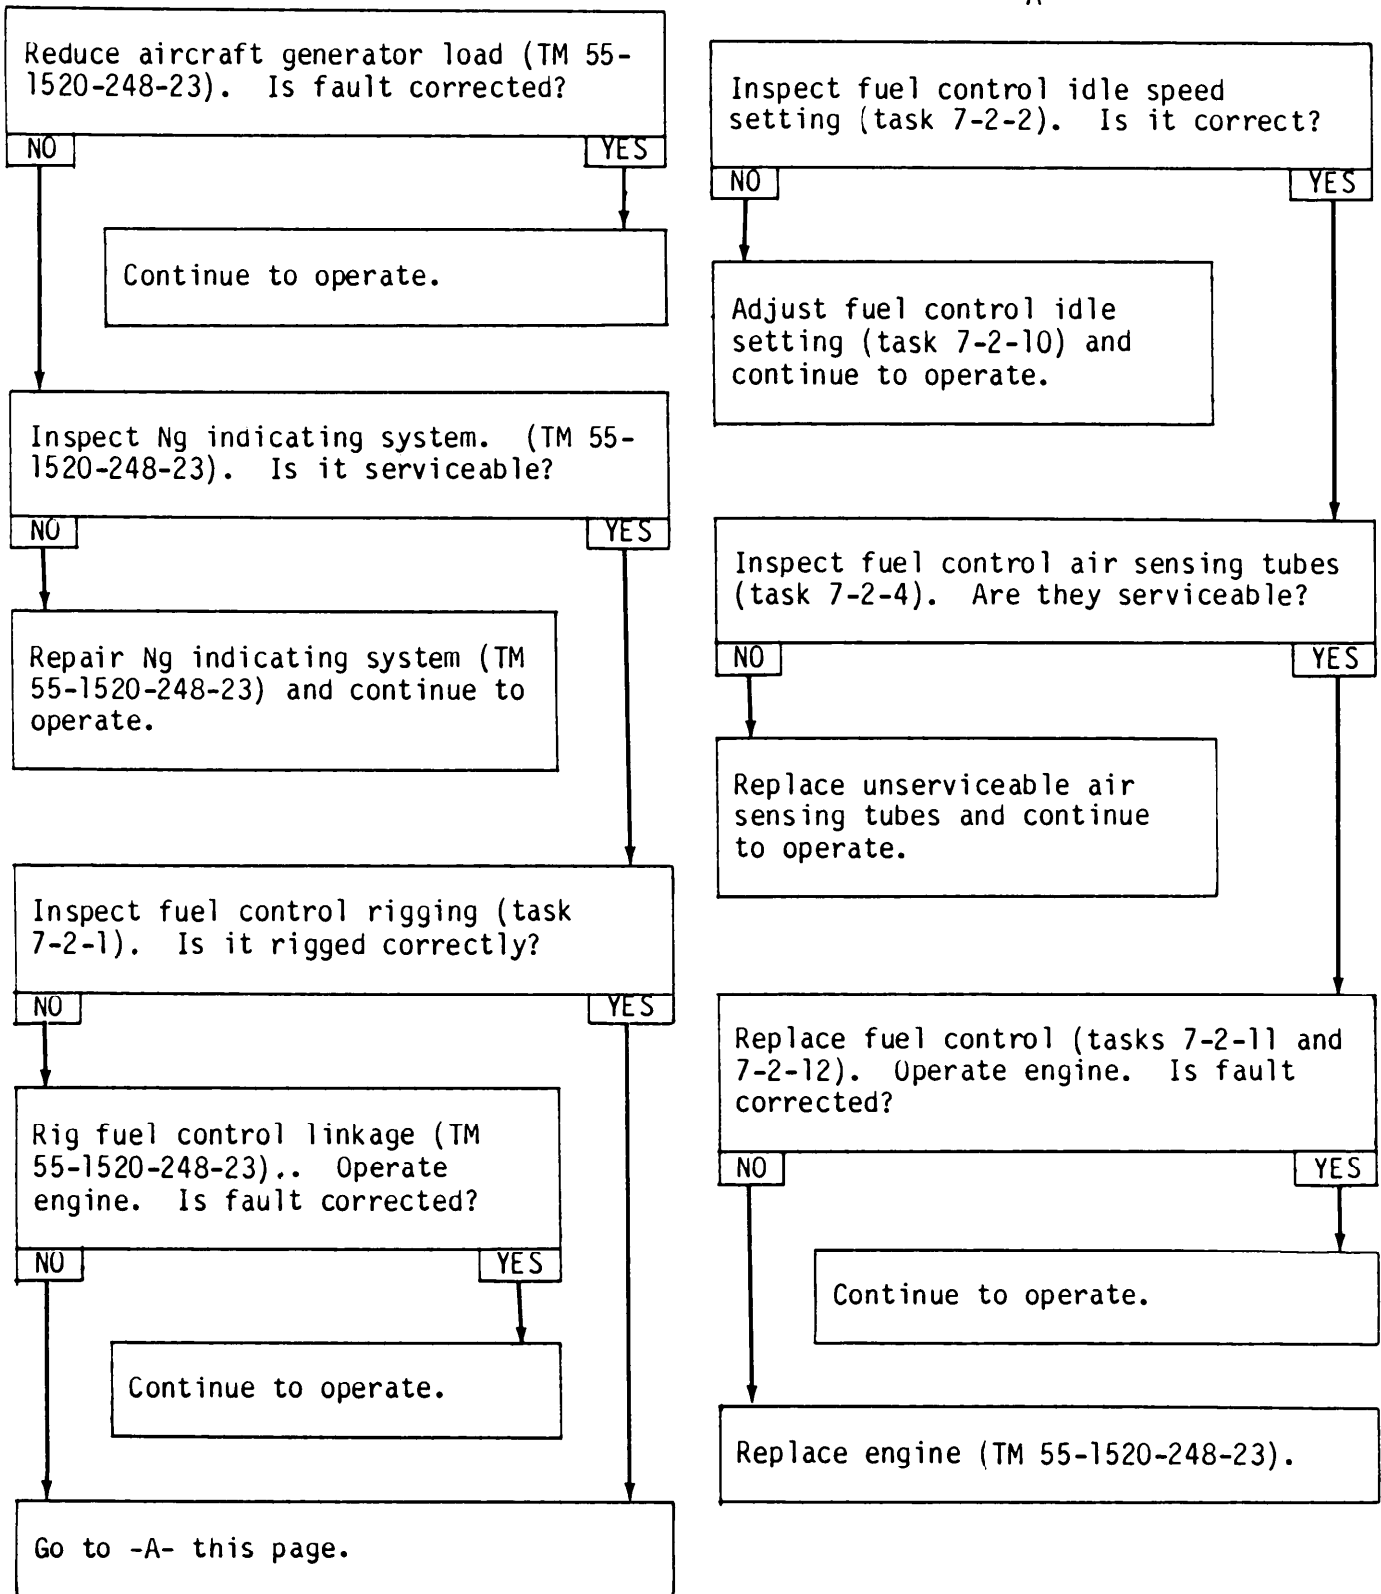 Reduce aircraft generator load (TM 55-
1520-248-23). Is fault corrected?
NO
YES
Continue to operate.
Inspect Ng indicating system. (TM 55-
1520-248-23). Is it serviceable?
NO
YES
Repair Ng indicating system (TM
55-1520-248-23) and continue to
operate.
Inspect fuel control rigging (task
7-2-1). Is it rigged correctly?
NO
YES
Rig fuel control linkage (TM
55-1520-248-23).. Operate
engine. Is fault corrected?
NO
YES
Continue to operate.
Go to -A- this page.
A
Inspect fuel control idle speed
setting (task 7-2-2). Is it correct?
NO
YES
Adjust fuel control idle
setting (task 7-2-10) and
continue to operate.
Inspect fuel control air sensing tubes
(task 7-2-4). Are they serviceable?
NO
YES
Replace unserviceable air
sensing tubes and continue
to operate.
Replace fuel control (tasks 7-2-11 and
7-2-12). Operate engine. Is fault
corrected?
NO
YES
Continue to operate.
Replace engine (TM 55-1520-248-23).